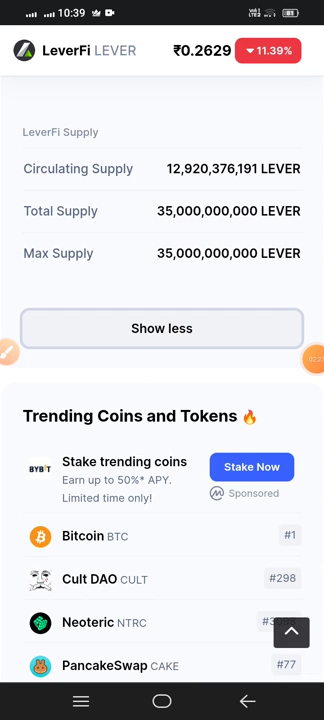 10:39
LeverFi LEVER
₹0.2629
11.39%
LeverFi Supply
Circulating Supply 12,920,376,191 LEVER
Total Supply 35,000,000,000 LEVER
Max Supply 35,000,000,000 LEVER
Show less
Trending Coins and Tokens 🔥
BYBIT
Stake trending coins
Earn up to 50%* APY.
Limited time only!
Stake Now
Sponsored
Bitcoin BTC #1
Cult DAO CULT #298
Neoteric NTRC
PancakeSwap CAKE #77